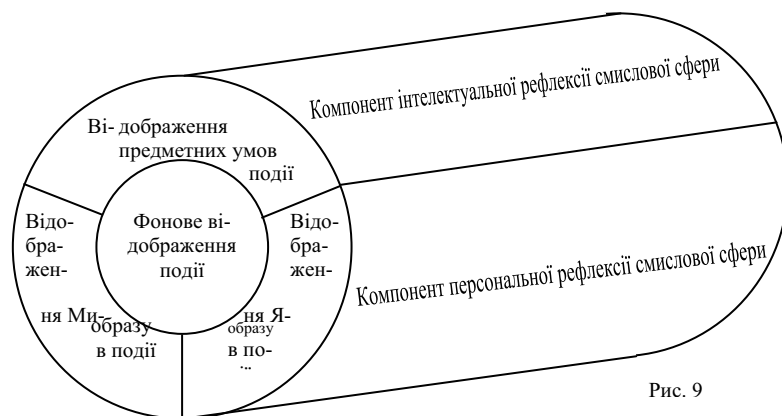 Компонент інтелектуальної рефлексії смислової сфери
Ві- дображення
предметних умов
події
Відо-
бра-
жен-
ня Ми-
образу
в події
Фонове ві-
дображення
події
Відо-
бра-
жен-
ня Я-
образу
в по-
Компонент персональної рефлексії смислової сфери
Рис. 9